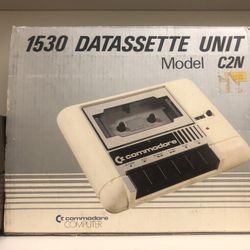 1530 DATASSETTE UNIT
Model C2N
commodore
commodore
COMPUTER